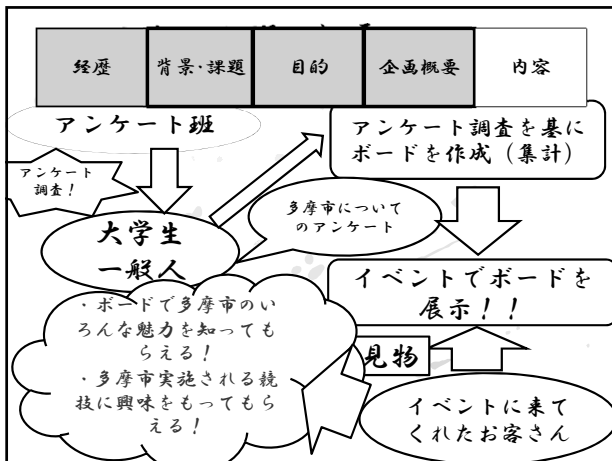 経歴
背景・課題
目的
企画概要
内容
アンケート班
アンケート
調査！
アンケート調査を基に
ボードを作成（集計）
多摩市について
のアンケート
大学生
一般人
イベントでボードを
展示！！
・ボードで多摩市のい
ろんな魅力を知っても
らえる！
・多摩市実施される競
技に興味をもってもら
える！
見物
イベントに来て
くれたお客さん